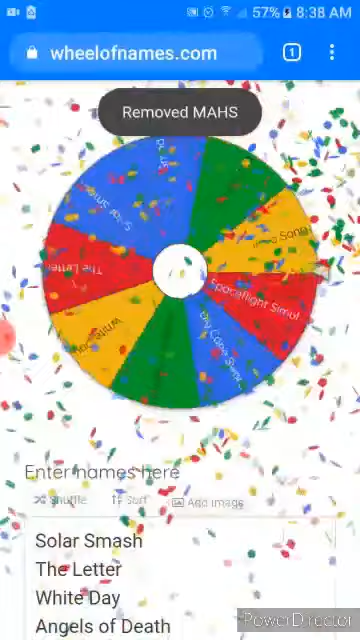 57% 8:38 AM
wheelofnames.com
1
Removed MAHS
Solar Smash
The Letter
Spaceflight Simul
Enter names here
Shuffle Sort Add image
Solar Smash
The Letter
White Day
Angels of Death
PowerDirector